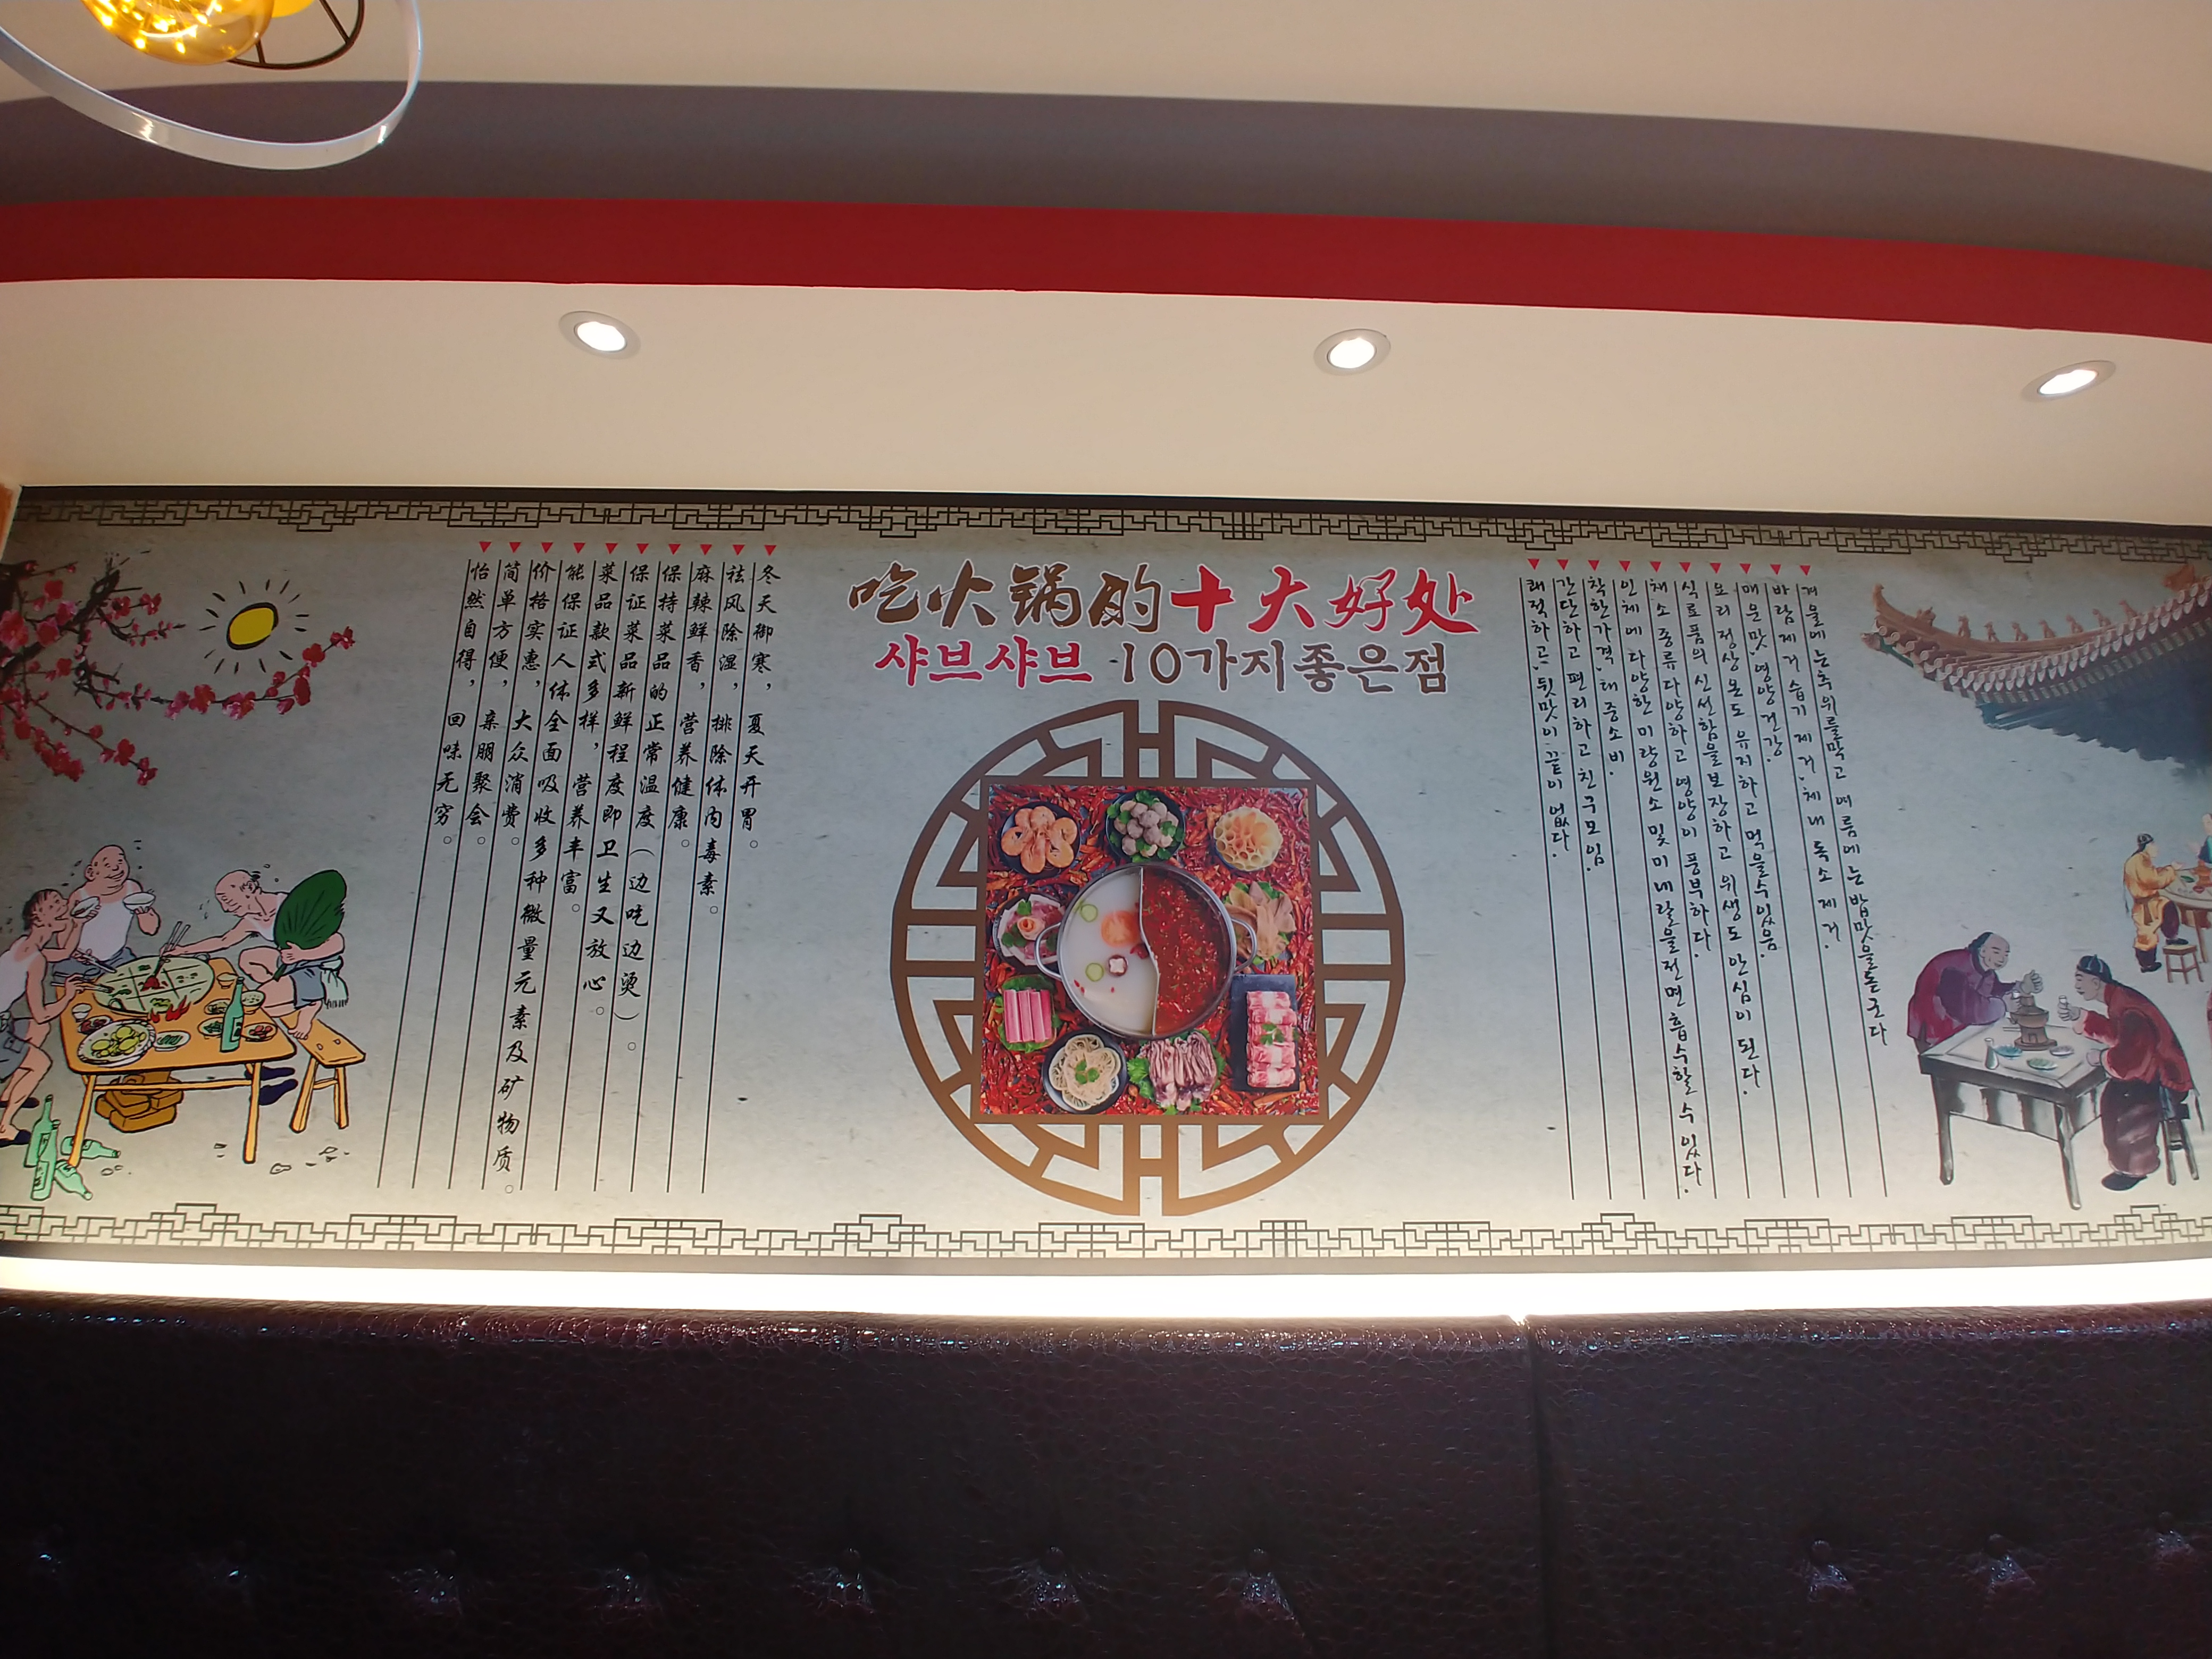 吃火锅的十大好处
샤브샤브 10가지좋은점
冬天御寒，夏天开胃。
祛风除湿，排除体内毒素。
麻辣鲜香，营养健康。
保持菜品的正常温度（边吃边烫）。
保证菜品新鲜程度即卫生又放心。
菜品款式多样，营养丰富。
能保证人体全面吸收多种微量元素及矿物质。
价格实惠，大众消费。
简单方便，亲朋聚会。
怡然自得，回味无穷。
겨울에는추위를막고 여름에는밥맛을돋군다
바람제거 습기 제거.체내 독소 제거.
매운맛.영양건강.
요리정상온도 유지하고 먹을수있음.
식료품의신선함을보장하고 위생도 안심이 된다.
채소종류다양하고 영양이 풍부하다.
인체에 다양한 미량원소 및 미네랄을전면 흡수할 수 있다.
착한가격.대중소비.
간단하고 편리하고 친구모임.
쾌적하고,뒷맛이끝이 없다.